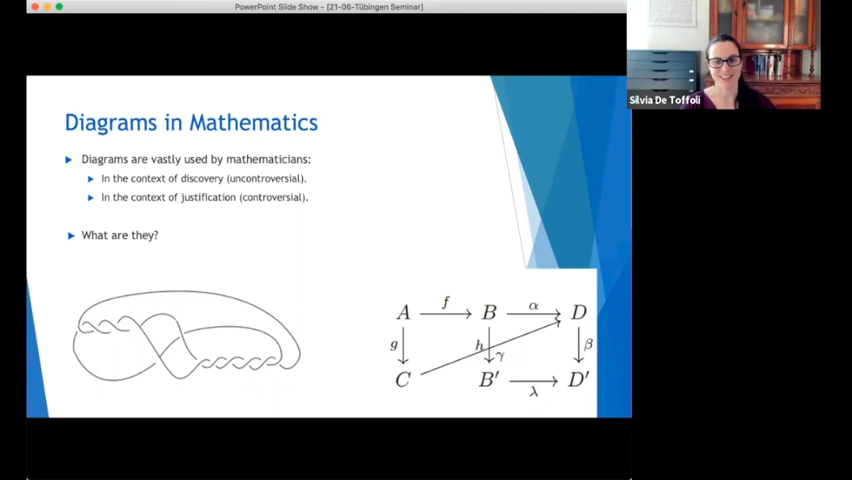 PowerPoint Slide Show - [21-06-Tübingen Seminar]
Silvia De Toffoli
Diagrams in Mathematics
Diagrams are vastly used by mathematicians:
In the context of discovery (uncontroversial).
In the context of justification (controversial).
What are they?
f α
A B D
g h γ β
C B′ D′
λ